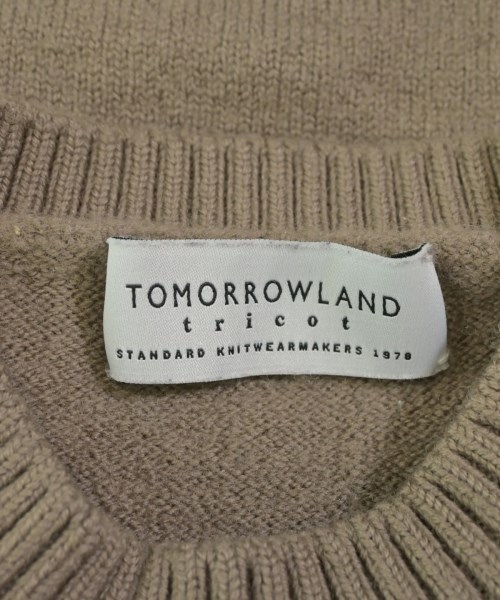 TOMORROWLAND
tricot
STANDARD KNITWEARMAKERS 1978